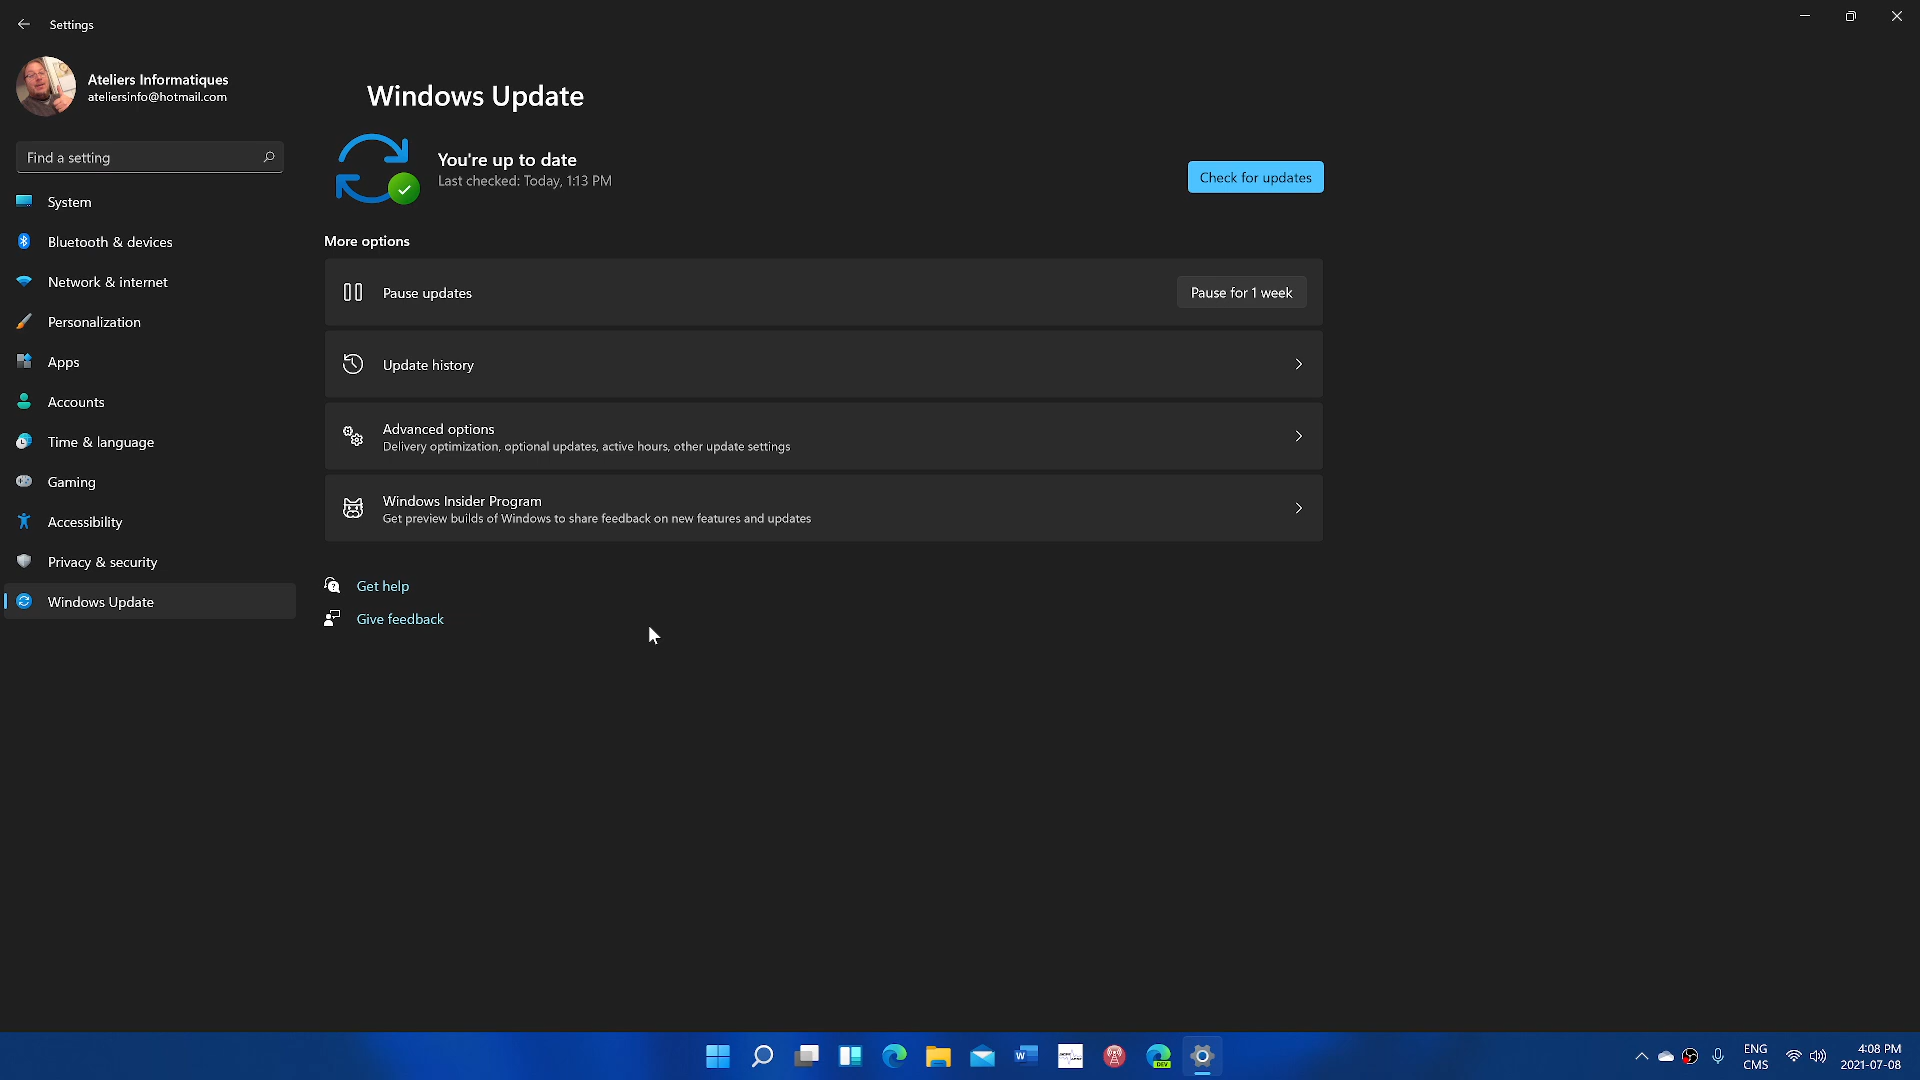 Settings
Ateliers Informatiques
ateliersinfo@hotmail.com
Find a setting
System
Bluetooth & devices
Network & internet
Personalization
Apps
Accounts
Time & language
Gaming
Accessibility
Privacy & security
Windows Update
Windows Update
You're up to date
Last checked: Today, 1:13 PM
Check for updates
More options
Pause updates
Pause for 1 week
Update history
Advanced options
Delivery optimization, optional updates, active hours, other update settings
Windows Insider Program
Get preview builds of Windows to share feedback on new features and updates
Get help
Give feedback
W
DEV
ENG
CMS
4:08 PM
2021-07-08